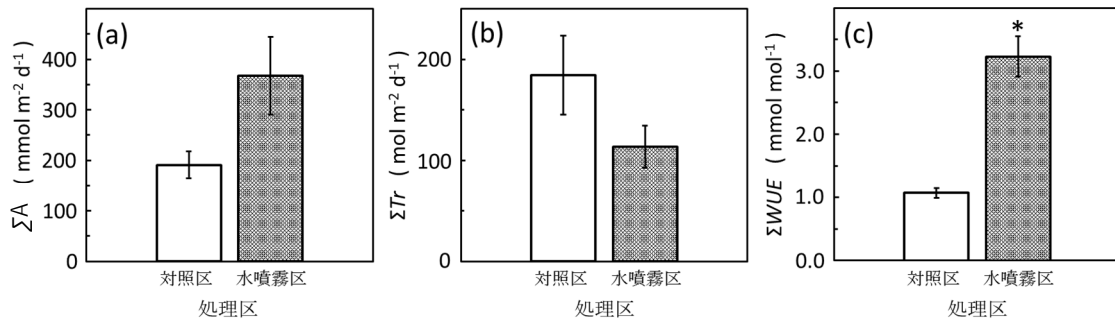 (a)
ΣA ( mmol m⁻² d⁻¹ )
400
300
200
100
0
対照区 水噴霧区
処理区
(b)
ΣTr ( mol m⁻² d⁻¹ )
200
100
0
対照区 水噴霧区
処理区
(c)
*
ΣWUE ( mmol mol⁻¹ )
3.0
2.0
1.0
0
対照区 水噴霧区
処理区